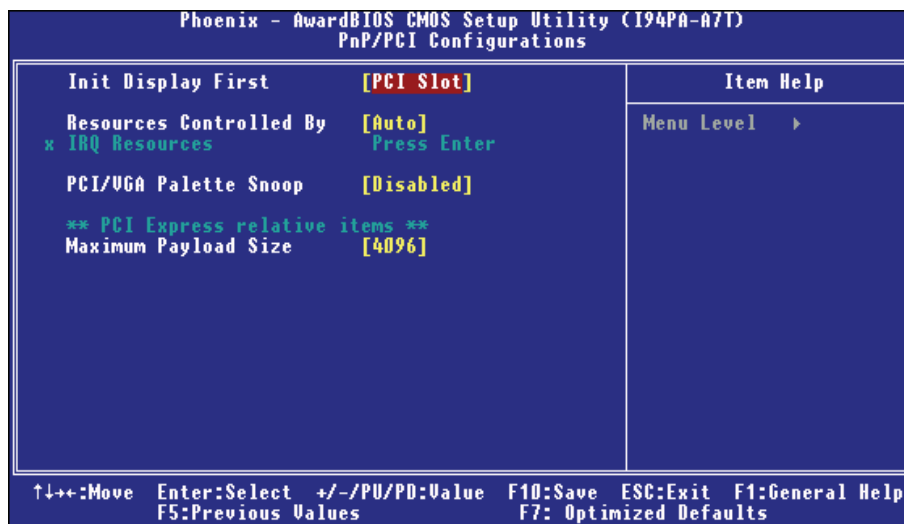 Phoenix - AwardBIOS CMOS Setup Utility (I94PA-A7T)
PnP/PCI Configurations
Init Display First [PCI Slot]
Item Help
Resources Controlled By [Auto]
Menu Level ▸
x IRQ Resources Press Enter
PCI/VGA Palette Snoop [Disabled]
** PCI Express relative items **
Maximum Payload Size [4096]
↑↓→←:Move Enter:Select +/-/PU/PD:Value F10:Save ESC:Exit F1:General Help
F5:Previous Values F7: Optimized Defaults